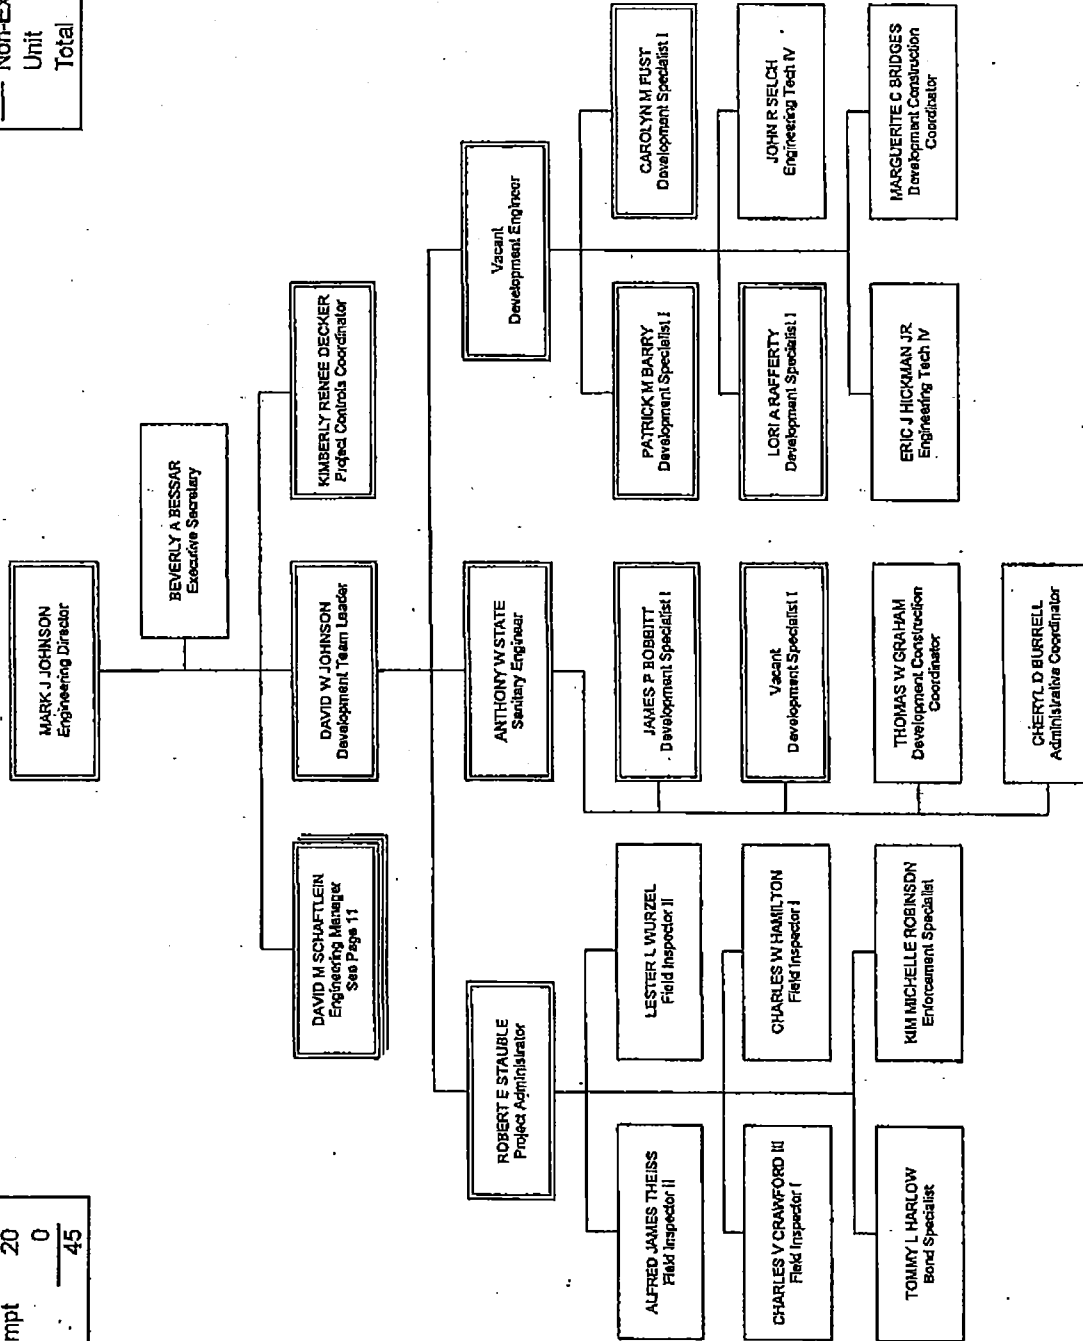 mpt 20
0
45
Non-Ex
Unit
Total
MARK J JOHNSON
Engineering Director
BEVERLY A BESSAR
Executive Secretary
DAVID M SCHAFTLEIN
Engineering Manager
See Page 11
DAVID W JOHNSON
Development Team Leader
KIMBERLY RENEE DECKER
Project Controls Coordinator
ROBERT E STAUBLE
Project Administrator
ANTHONY W STATE
Sanitary Engineer
Vacant
Development Engineer
ALFRED JAMES THEISS
Field Inspector II
LESTER L WURZEL
Field Inspector II
JAMES P BOBBITT
Development Specialist I
PATRICK M BARRY
Development Specialist I
CAROLYN M FUST
Development Specialist I
CHARLES V CRAWFORD III
Field Inspector I
CHARLES W HAMILTON
Field Inspector I
Vacant
Development Specialist I
LORI A RAFFERTY
Development Specialist I
JOHN R SELCH
Engineering Tech IV
TOMMY L HARLOW
Bond Specialist
KIM MICHELLE ROBINSON
Enforcement Specialist
THOMAS W GRAHAM
Development Construction
Coordinator
ERIC J HICKMAN JR
Engineering Tech IV
MARGUERITE C BRIDGES
Development Construction
Coordinator
CHERYL D BURRELL
Administrative Coordinator